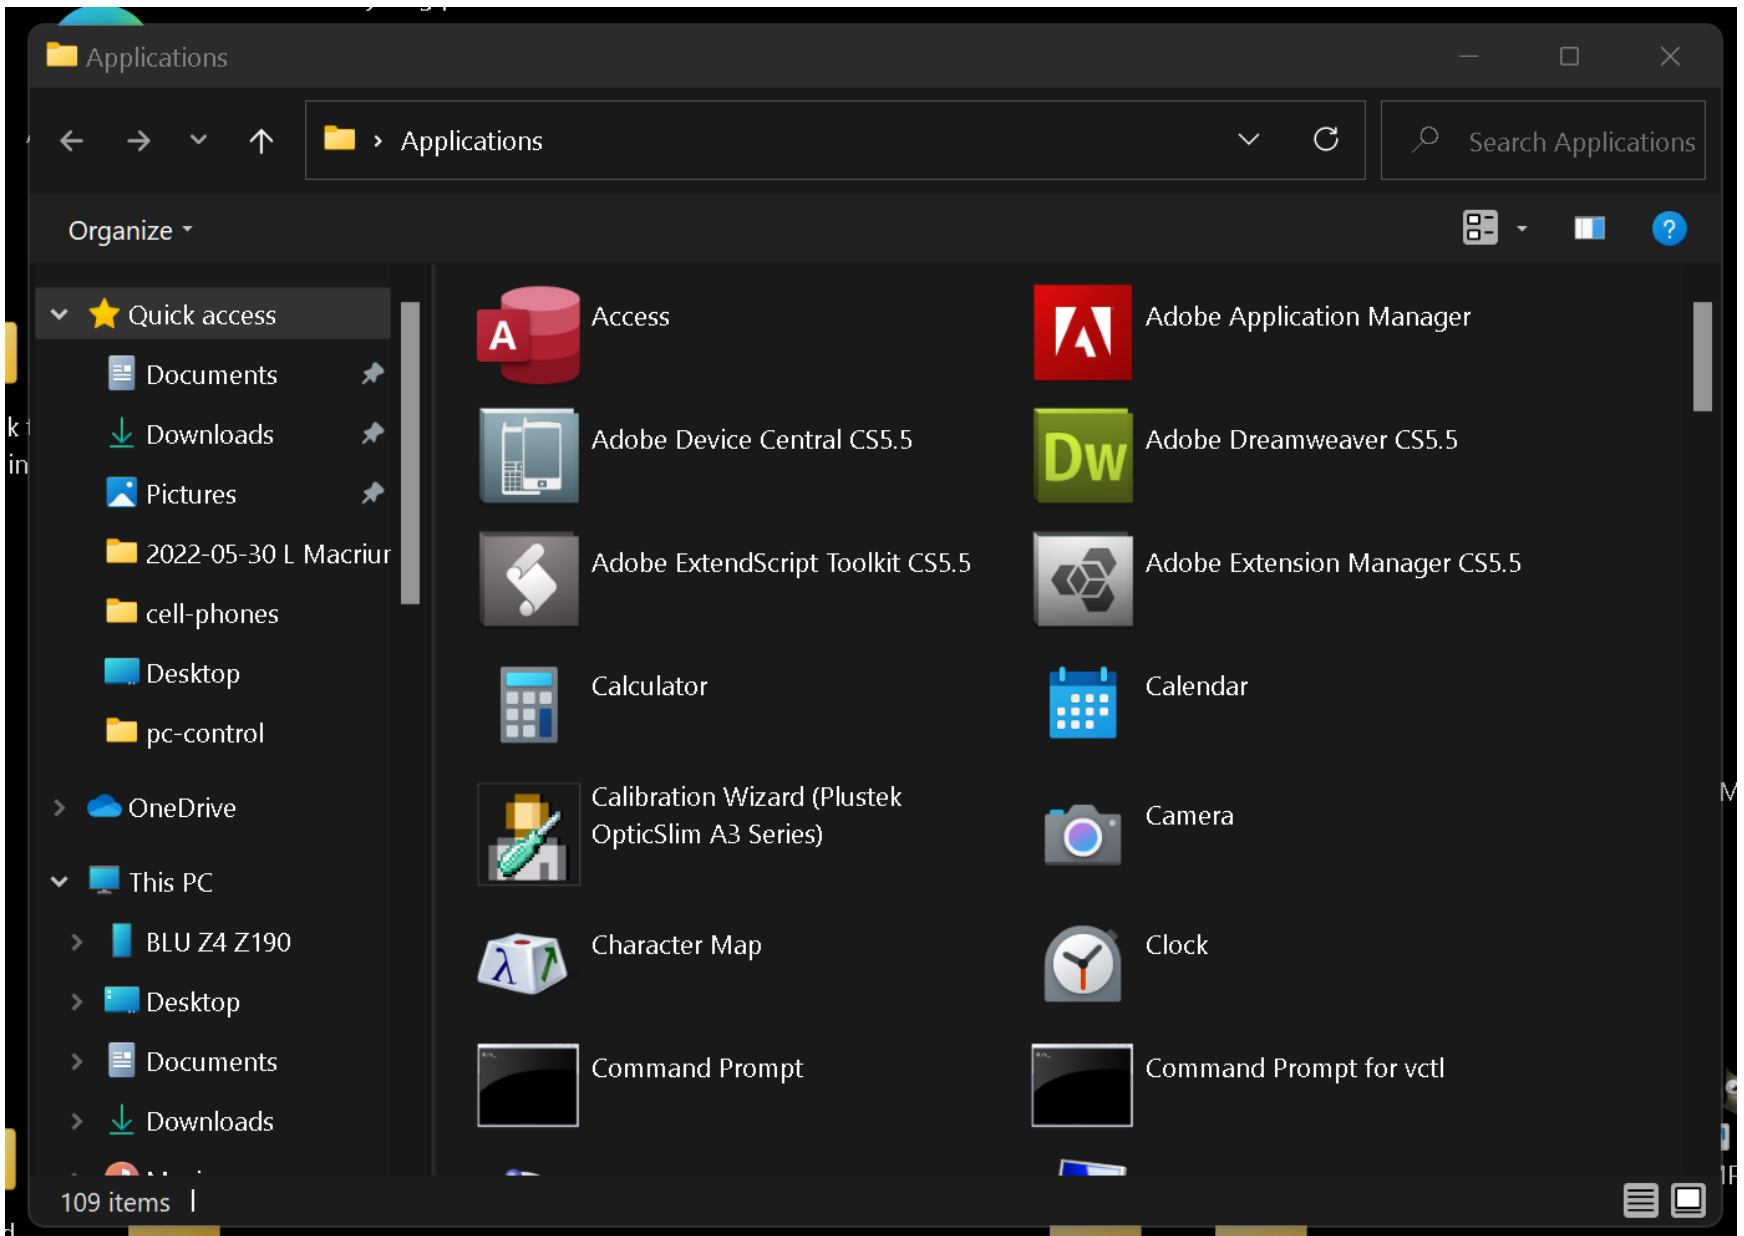 Applications
Applications
Search Applications
Organize
Quick access
Documents
Downloads
Pictures
2022-05-30 L Macriur
cell-phones
Desktop
pc-control
OneDrive
This PC
BLU Z4 Z190
Desktop
Documents
Downloads
Access
Adobe Application Manager
Adobe Device Central CS5.5
Dw
Adobe Dreamweaver CS5.5
Adobe ExtendScript Toolkit CS5.5
Adobe Extension Manager CS5.5
Calculator
Calendar
Calibration Wizard (Plustek
OpticSlim A3 Series)
Camera
Character Map
Clock
Command Prompt
Command Prompt for vctl
109 items
k
in